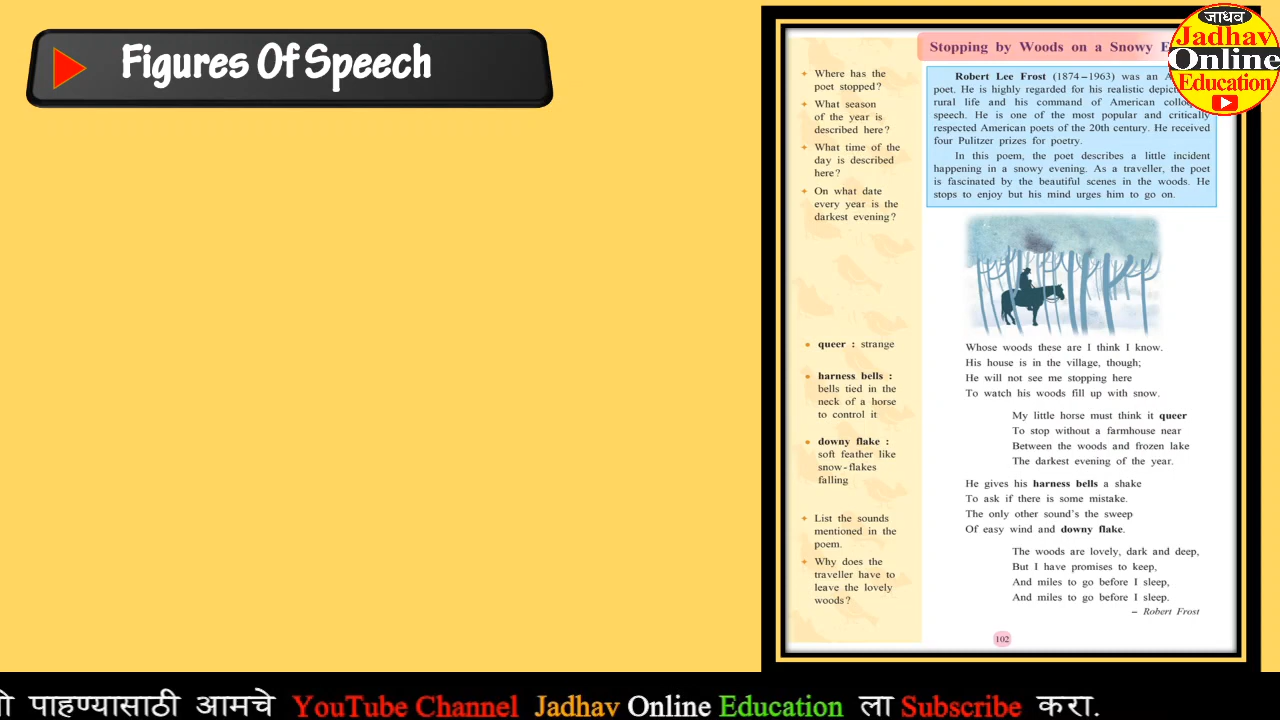 Figures Of Speech
जाधव
Jadhav
Online
Education
Stopping by Woods on a Snowy
Where has the
poet stopped?
What season
of the year is
described here?
What time of the
day is described
here?
On what date
every year is the
darkest evening?
Robert Lee Frost (1874 – 1963) was an
poet. He is highly regarded for his realistic
rural life and his command of American
speech. He is one of the most popular and critically
respected American poets of the 20th century. He received
four Pulitzer prizes for poetry.
In this poem, the poet describes a little incident
happening in a snowy evening. As a traveller, the poet
is fascinated by the beautiful scenes in the woods. He
stops to enjoy but his mind urges him to go on.
queer : strange
harness bells :
bells tied in the
neck of a horse
to control it
downy flake :
soft feather like
snow-flakes
falling
List the sounds
mentioned in the
poem.
Why does the
traveller have to
leave the lovely
woods?
Whose woods these are I think I know.
His house is in the village, though;
He will not see me stopping here
To watch his woods fill up with snow.
My little horse must think it queer
To stop without a farmhouse near
Between the woods and frozen lake
The darkest evening of the year.
He gives his harness bells a shake
To ask if there is some mistake.
The only other sound's the sweep
Of easy wind and downy flake.
The woods are lovely, dark and deep,
But I have promises to keep,
And miles to go before I sleep,
And miles to go before I sleep.
– Robert Frost
102
पाहण्यासाठी आमचे YouTube Channel Jadhav Online Education ला Subscribe करा.